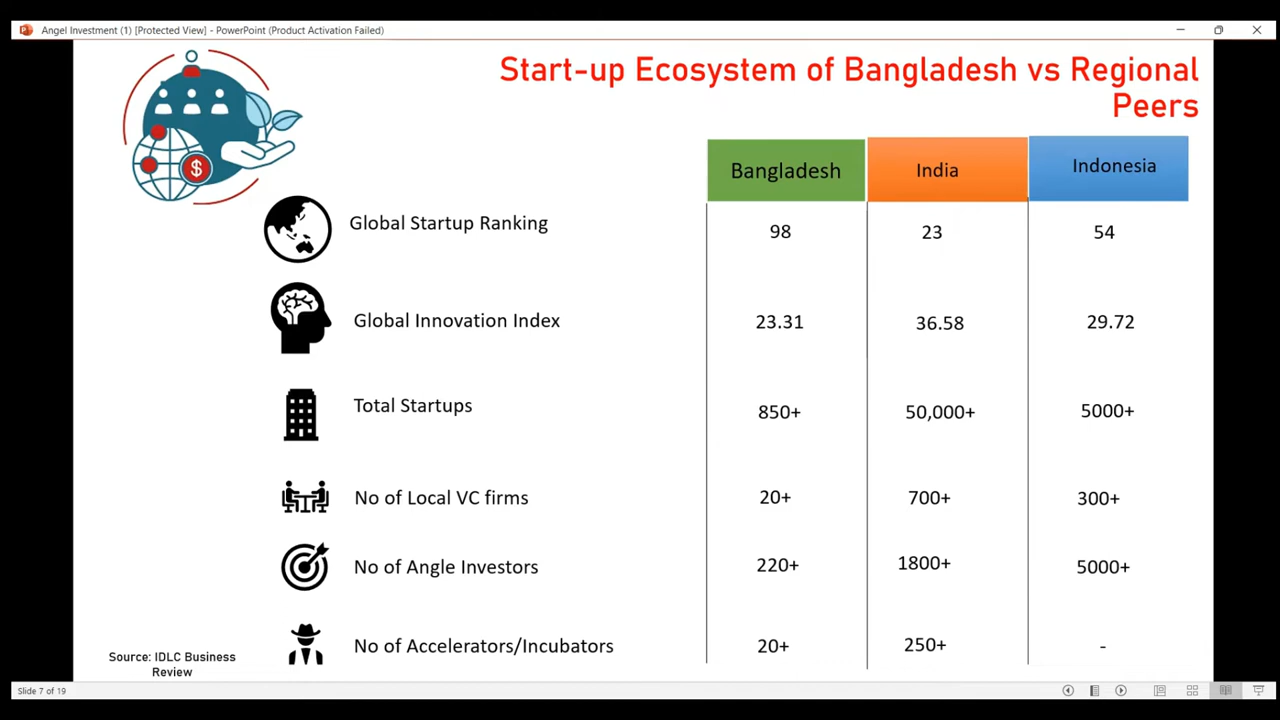 Angel Investment (1) [Protected View] - PowerPoint (Product Activation Failed)
Start-up Ecosystem of Bangladesh vs Regional
Peers
$
Bangladesh India Indonesia
Global Startup Ranking 98 23 54
Global Innovation Index 23.31 36.58 29.72
Total Startups 850+ 50,000+ 5000+
No of Local VC firms 20+ 700+ 300+
No of Angle Investors 220+ 1800+ 5000+
No of Accelerators/Incubators 20+ 250+ -
Source: IDLC Business
Review
Slide 7 of 19